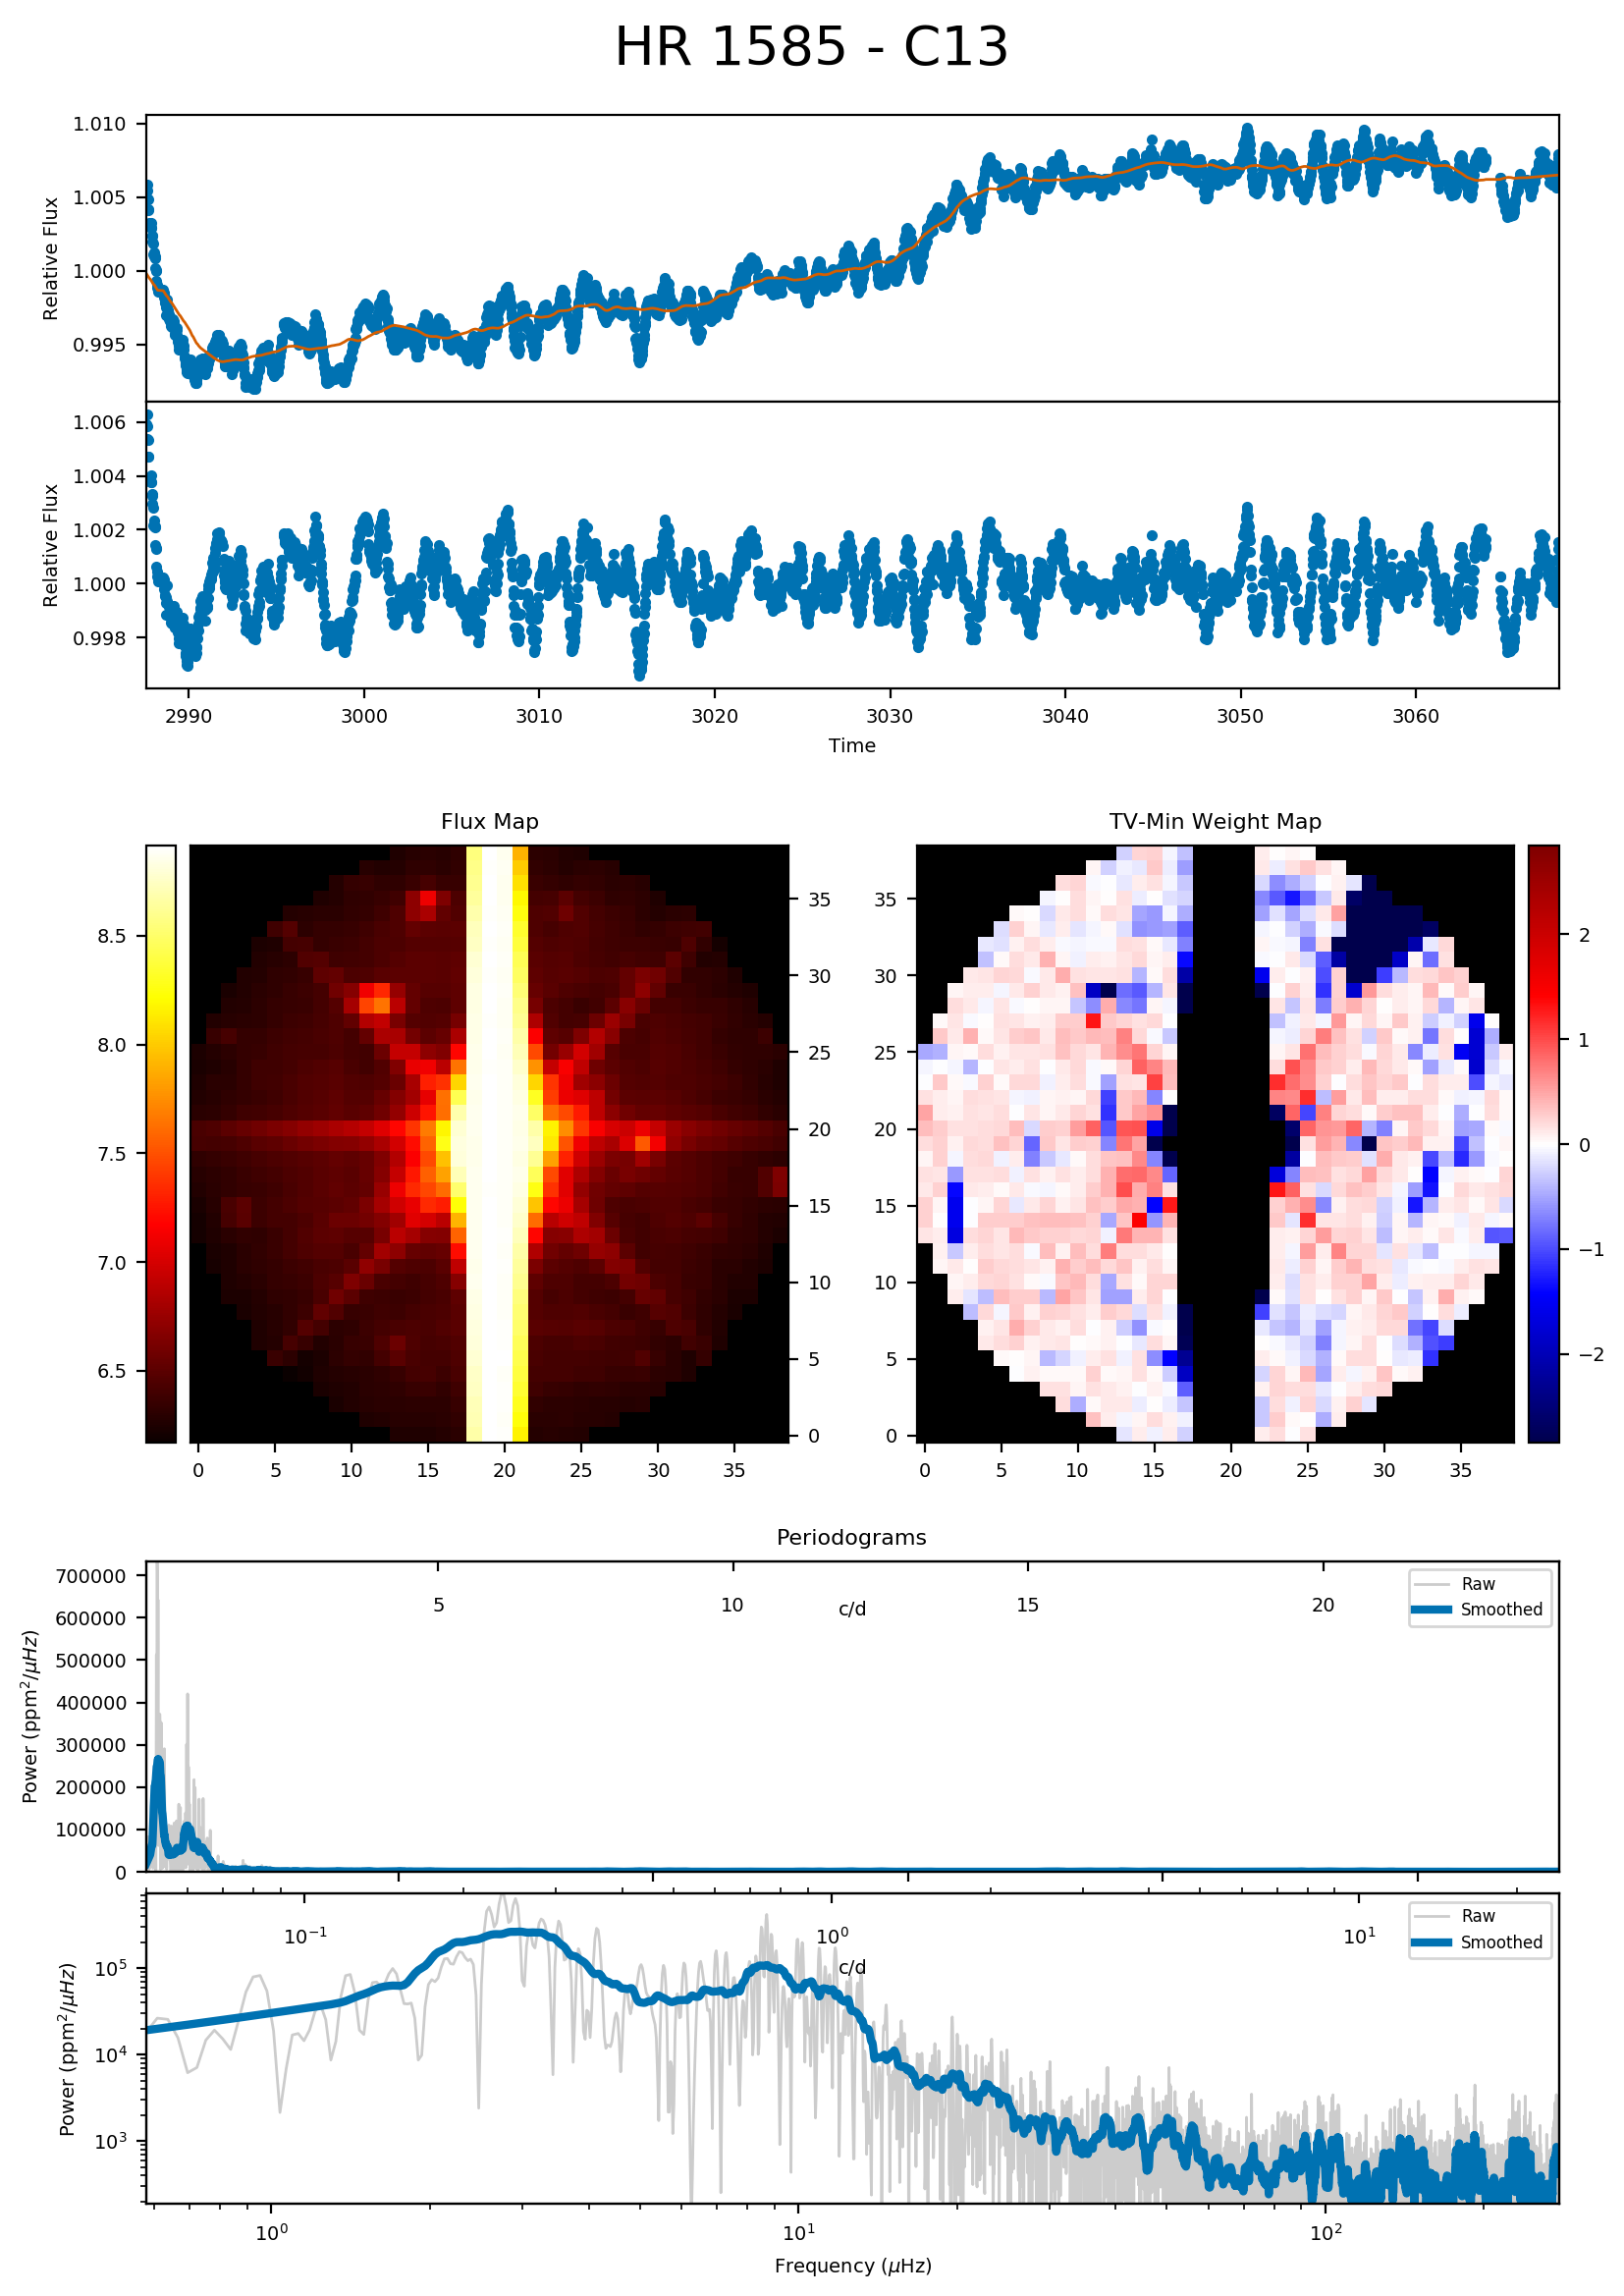 HR 1585 - C13
1.010
1.005
1.000
0.995
Relative Flux
1.006
1.004
1.002
1.000
0.998
Relative Flux
2990 3000 3010 3020 3030 3040 3050 3060
Time
Flux Map
8.5
8.0
7.5
7.0
6.5
35
30
25
20
15
10
5
0
0 5 10 15 20 25 30 35
TV-Min Weight Map
35
30
25
20
15
10
5
0
0 5 10 15 20 25 30 35
2
1
0
−1
−2
Periodograms
700000
600000
500000
400000
300000
200000
100000
0
Power (ppm²/μHz)
5 10 15 20
c/d
Raw
Smoothed
10⁻¹ 10⁰ 10¹
c/d
Raw
Smoothed
10⁵
10⁴
10³
Power (ppm²/μHz)
10⁰ 10¹ 10²
Frequency (μHz)